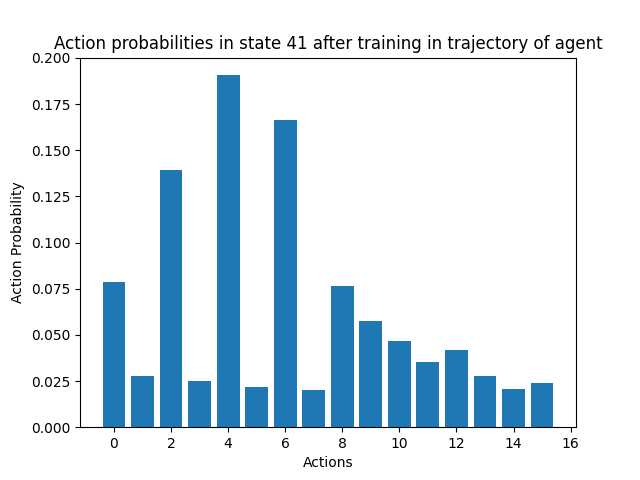 Action probabilities in state 41 after training in trajectory of agent
0.200
0.175
0.150
0.125
0.100
0.075
0.050
0.025
0.000
Action Probability
0 2 4 6 8 10 12 14 16
Actions